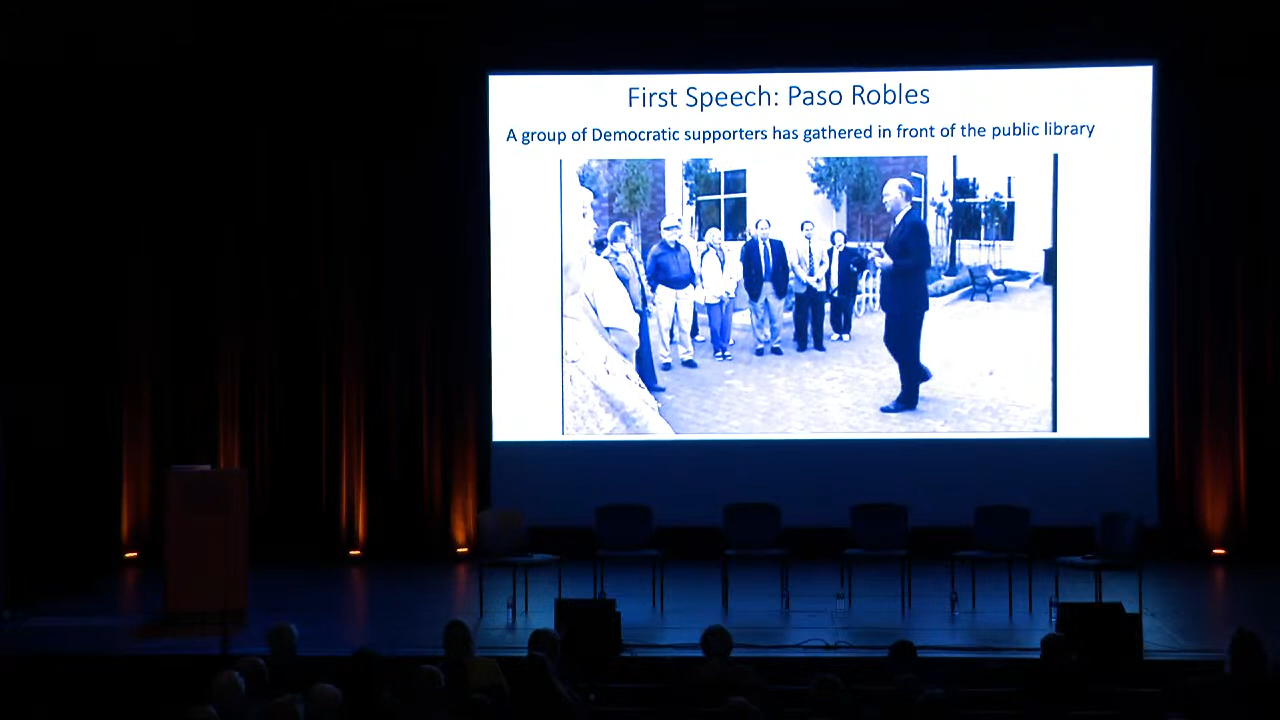 First Speech: Paso Robles
A group of Democratic supporters has gathered in front of the public library